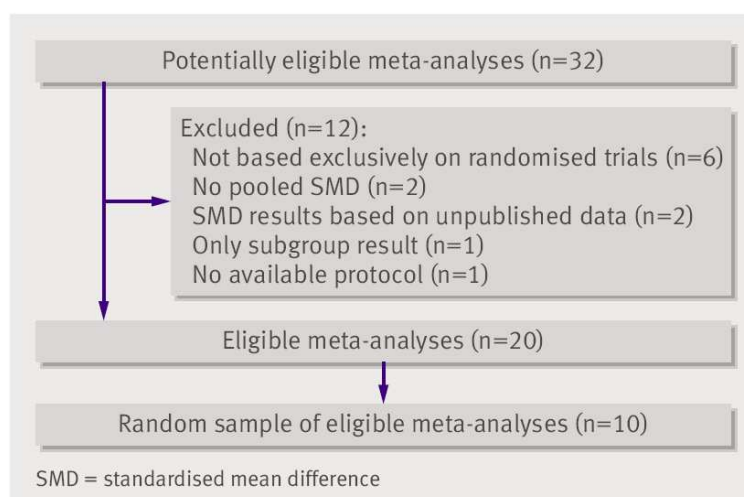 Potentially eligible meta-analyses (n=32)
Excluded (n=12):
Not based exclusively on randomised trials (n=6)
No pooled SMD (n=2)
SMD results based on unpublished data (n=2)
Only subgroup result (n=1)
No available protocol (n=1)
Eligible meta-analyses (n=20)
Random sample of eligible meta-analyses (n=10)
SMD = standardised mean difference